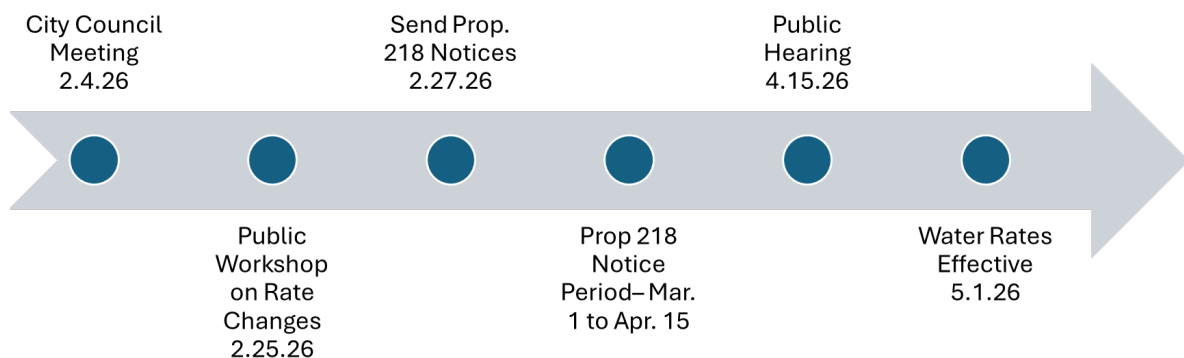 City Council
Meeting
2.4.26
Public
Workshop
on Rate
Changes
2.25.26
Send Prop.
218 Notices
2.27.26
Prop 218
Notice
Period– Mar.
1 to Apr. 15
Public
Hearing
4.15.26
Water Rates
Effective
5.1.26